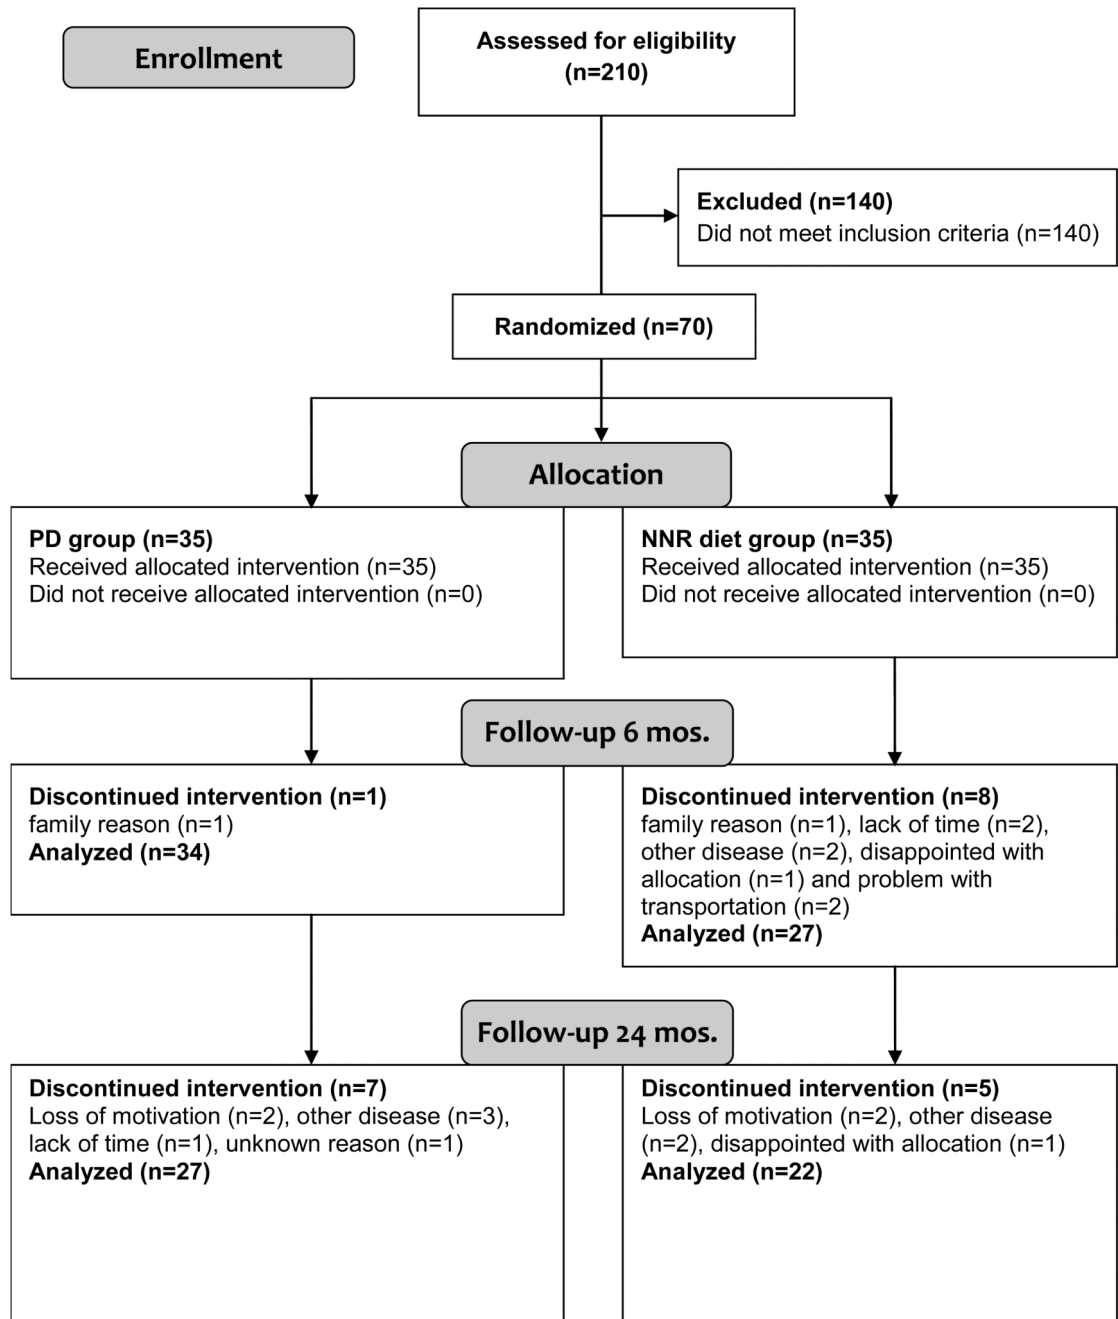 Enrollment
Assessed for eligibility
(n=210)
Excluded (n=140)
Did not meet inclusion criteria (n=140)
Randomized (n=70)
Allocation
PD group (n=35)
Received allocated intervention (n=35)
Did not receive allocated intervention (n=0)
NNR diet group (n=35)
Received allocated intervention (n=35)
Did not receive allocated intervention (n=0)
Follow-up 6 mos.
Discontinued intervention (n=1)
family reason (n=1)
Analyzed (n=34)
Discontinued intervention (n=8)
family reason (n=1), lack of time (n=2),
other disease (n=2), disappointed with
allocation (n=1) and problem with
transportation (n=2)
Analyzed (n=27)
Follow-up 24 mos.
Discontinued intervention (n=7)
Loss of motivation (n=2), other disease (n=3),
lack of time (n=1), unknown reason (n=1)
Analyzed (n=27)
Discontinued intervention (n=5)
Loss of motivation (n=2), other disease
(n=2), disappointed with allocation (n=1)
Analyzed (n=22)